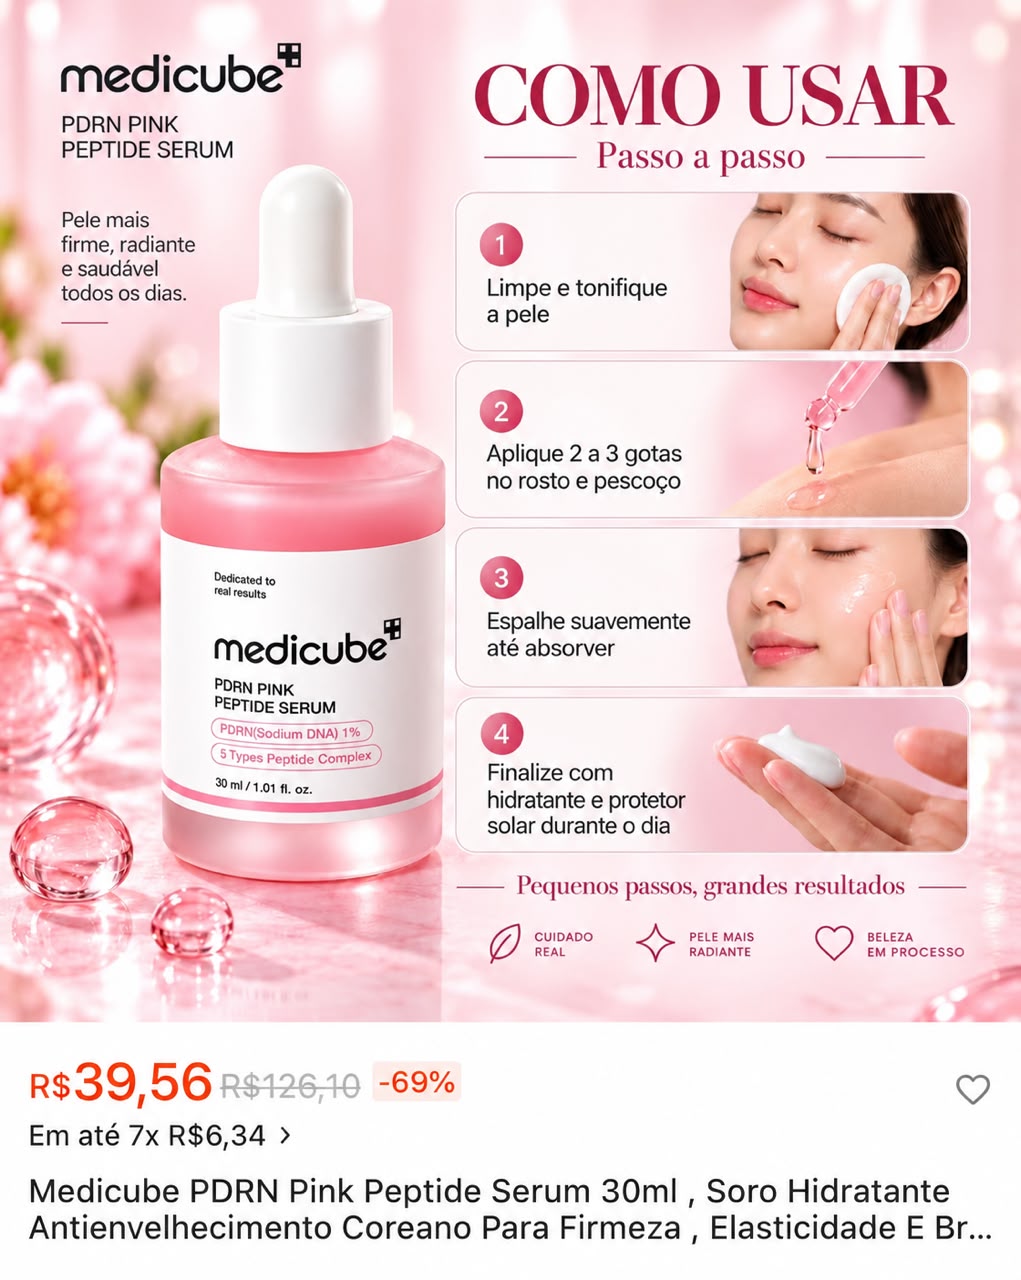 medicube
PDRN PINK
PEPTIDE SERUM
Pele mais
firme, radiante
e saudável
todos os dias.
Dedicated to
real results
medicube
PDRN PINK
PEPTIDE SERUM
PDRN(Sodium DNA) 1%
5 Types Peptide Complex
30 ml / 1.01 fl. oz.
COMO USAR
Passo a passo
1
Limpe e tonifique
a pele
2
Aplique 2 a 3 gotas
no rosto e pescoço
3
Espalhe suavemente
até absorver
4
Finalize com
hidratante e protetor
solar durante o dia
Pequenos passos, grandes resultados
CUIDADO
REAL
PELE MAIS
RADIANTE
BELEZA
EM PROCESSO
R$39,56 R$126,10 -69%
Em até 7x R$6,34 >
Medicube PDRN Pink Peptide Serum 30ml , Soro Hidratante
Antienvelhecimento Coreano Para Firmeza , Elasticidade E Br...